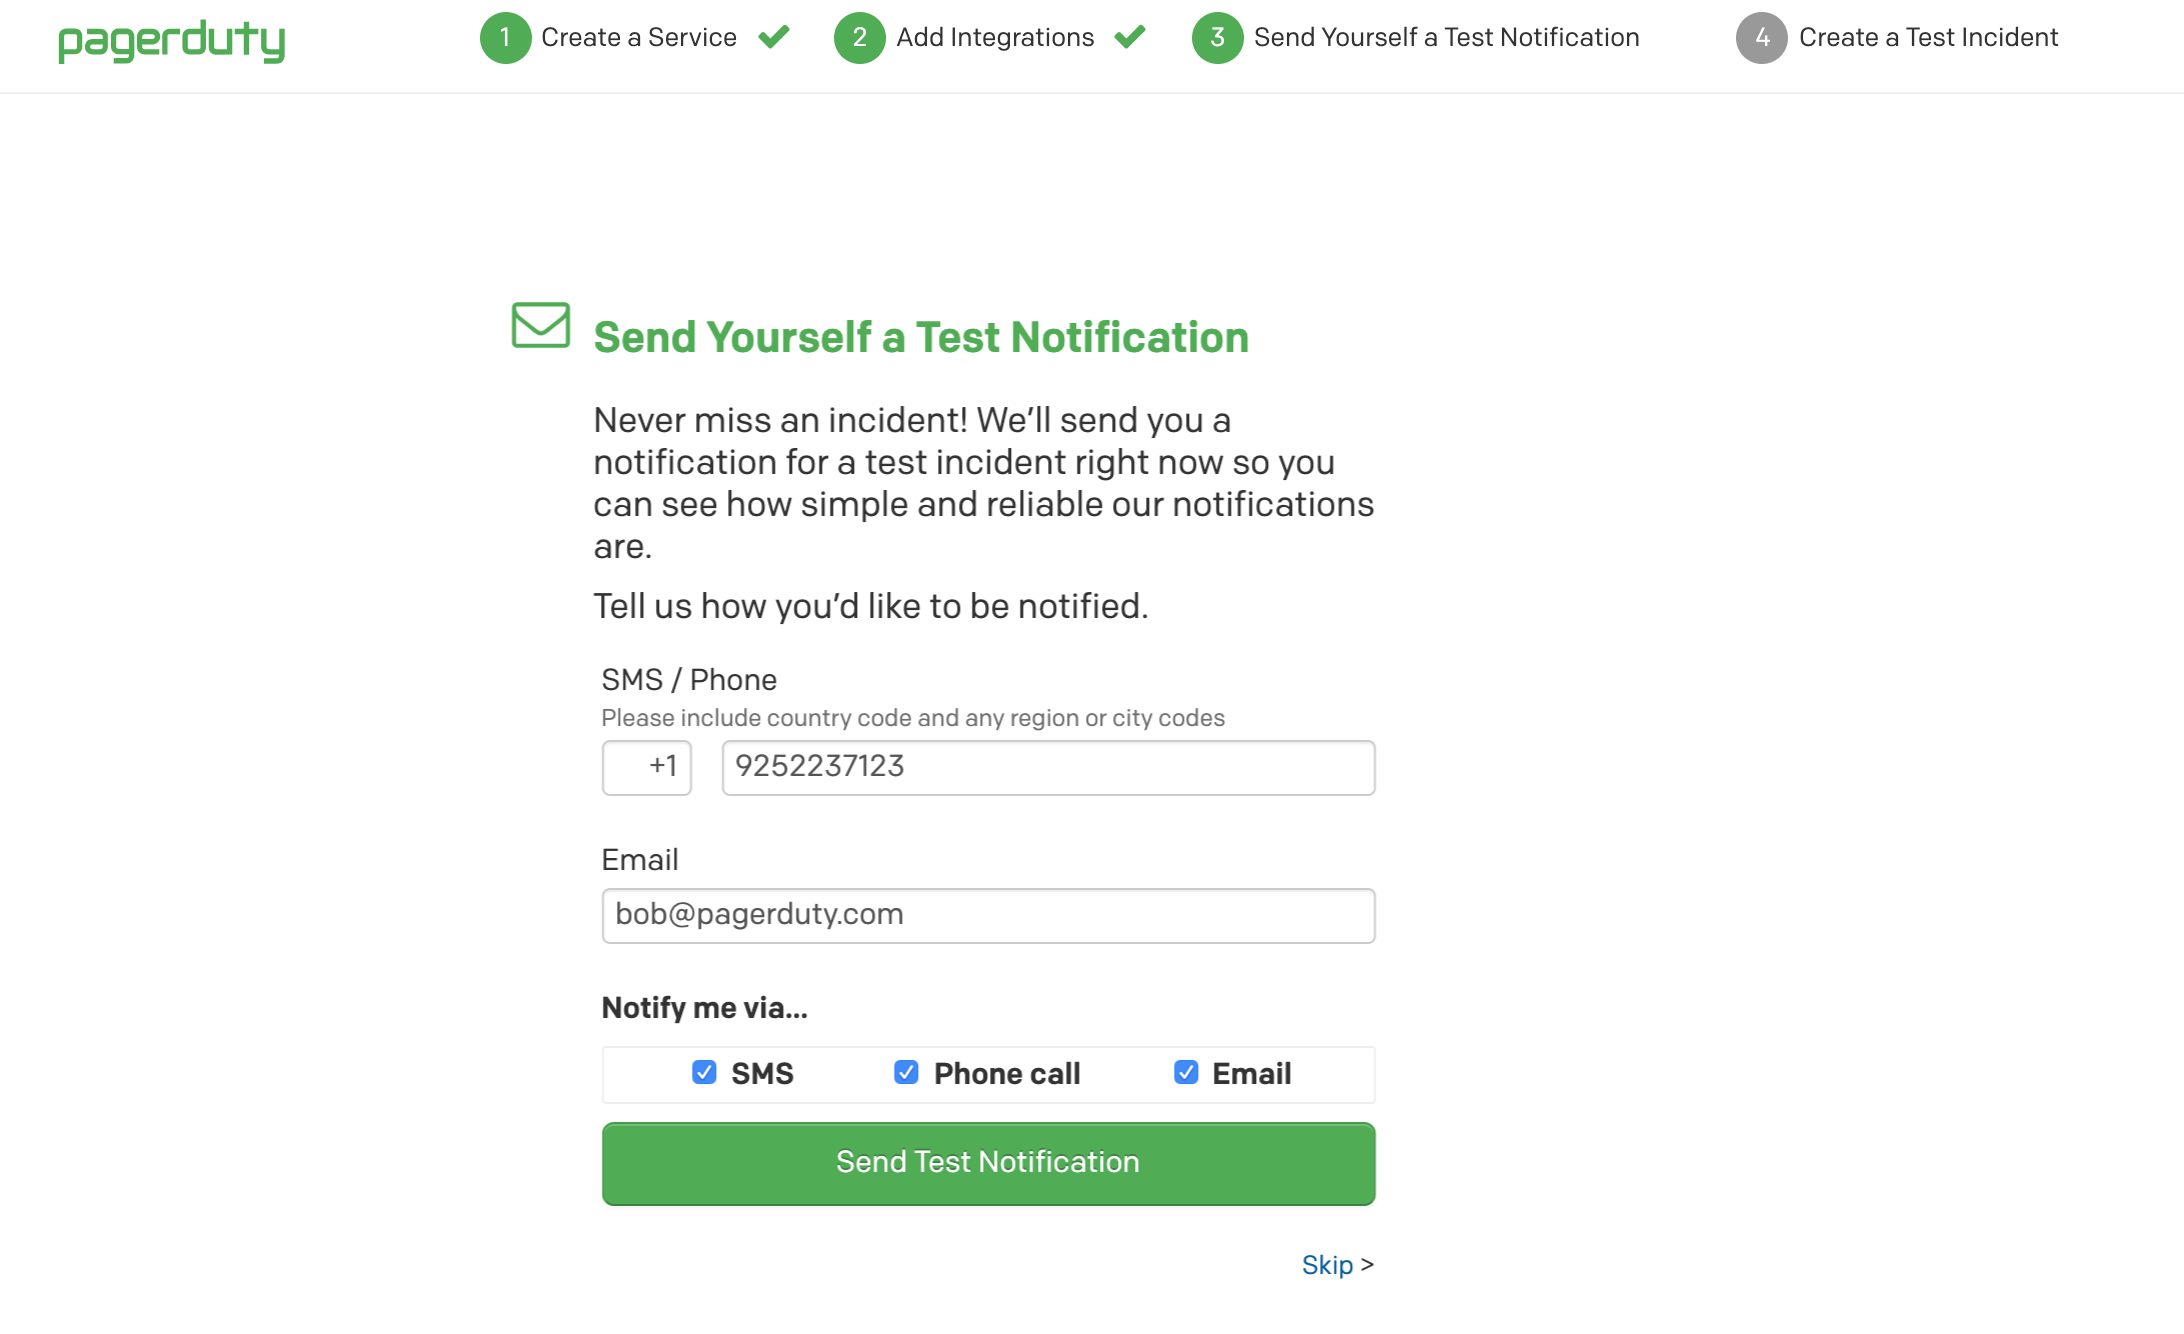 pagerduty
1 Create a Service
2 Add Integrations
3 Send Yourself a Test Notification
4 Create a Test Incident
Send Yourself a Test Notification
Never miss an incident! We’ll send you a
notification for a test incident right now so you
can see how simple and reliable our notifications
are.
Tell us how you’d like to be notified.
SMS / Phone
Please include country code and any region or city codes
+1 9252237123
Email
bob@pagerduty.com
Notify me via...
SMS Phone call Email
Send Test Notification
Skip >